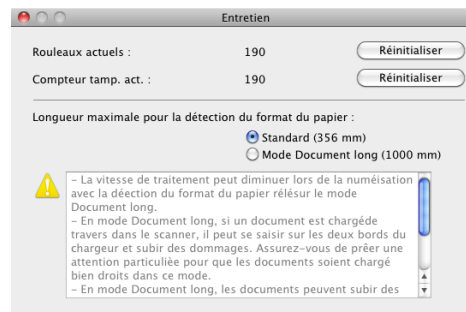 Entretien
Rouleaux actuels : 190 Réinitialiser
Compteur tamp. act. : 190 Réinitialiser
Longueur maximale pour la détection du format du papier :
Standard (356 mm)
Mode Document long (1000 mm)
– La vitesse de traitement peut diminuer lors de la numéisation
avec la déection du format du papier rélésur le mode
Document long.
– En mode Document long, si un document est chargéde
travers dans le scanner, il peut se saisir sur les deux bords du
chargeur et subir des dommages. Assurez-vous de prêer une
attention particulièe pour que les documents soient chargé
bien droits dans ce mode.
– En mode Document long, les documents peuvent subir des